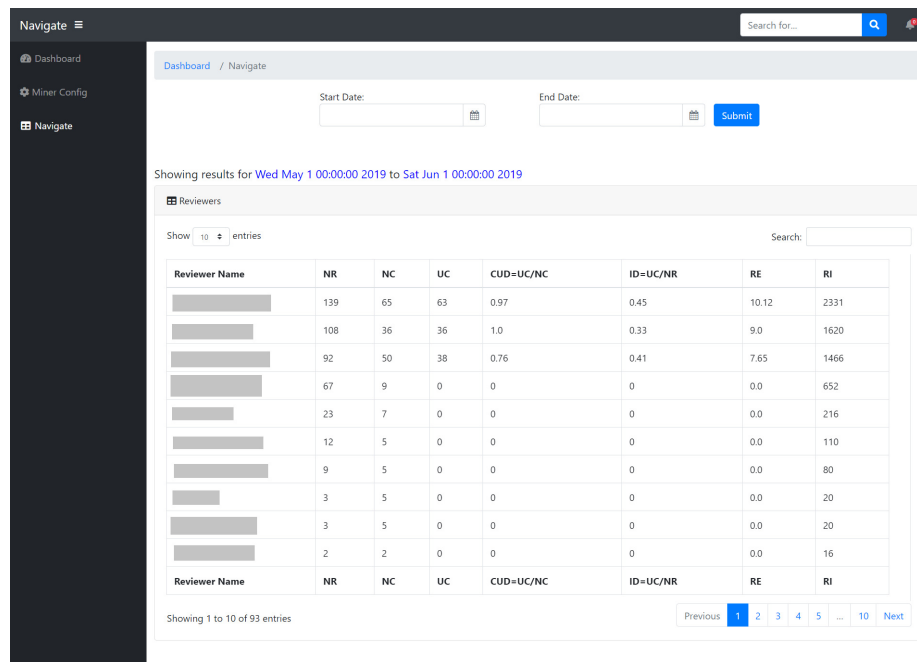 Navigate
Search for...
Dashboard
Miner Config
Navigate
Dashboard / Navigate
Start Date:
End Date:
Submit
Showing results for Wed May 1 00:00:00 2019 to Sat Jun 1 00:00:00 2019
Reviewers
Show 10 entries
Search:
Reviewer Name NR NC UC CUD=UC/NC ID=UC/NR RE RI
139 65 63 0.97 0.45 10.12 2331
108 36 36 1.0 0.33 9.0 1620
92 50 38 0.76 0.41 7.65 1466
67 9 0 0 0 0.0 652
23 7 0 0 0 0.0 216
12 5 0 0 0 0.0 110
9 5 0 0 0 0.0 80
3 5 0 0 0 0.0 20
3 5 0 0 0 0.0 20
2 2 0 0 0 0.0 16
Reviewer Name NR NC UC CUD=UC/NC ID=UC/NR RE RI
Showing 1 to 10 of 93 entries
Previous 1 2 3 4 5 ... 10 Next